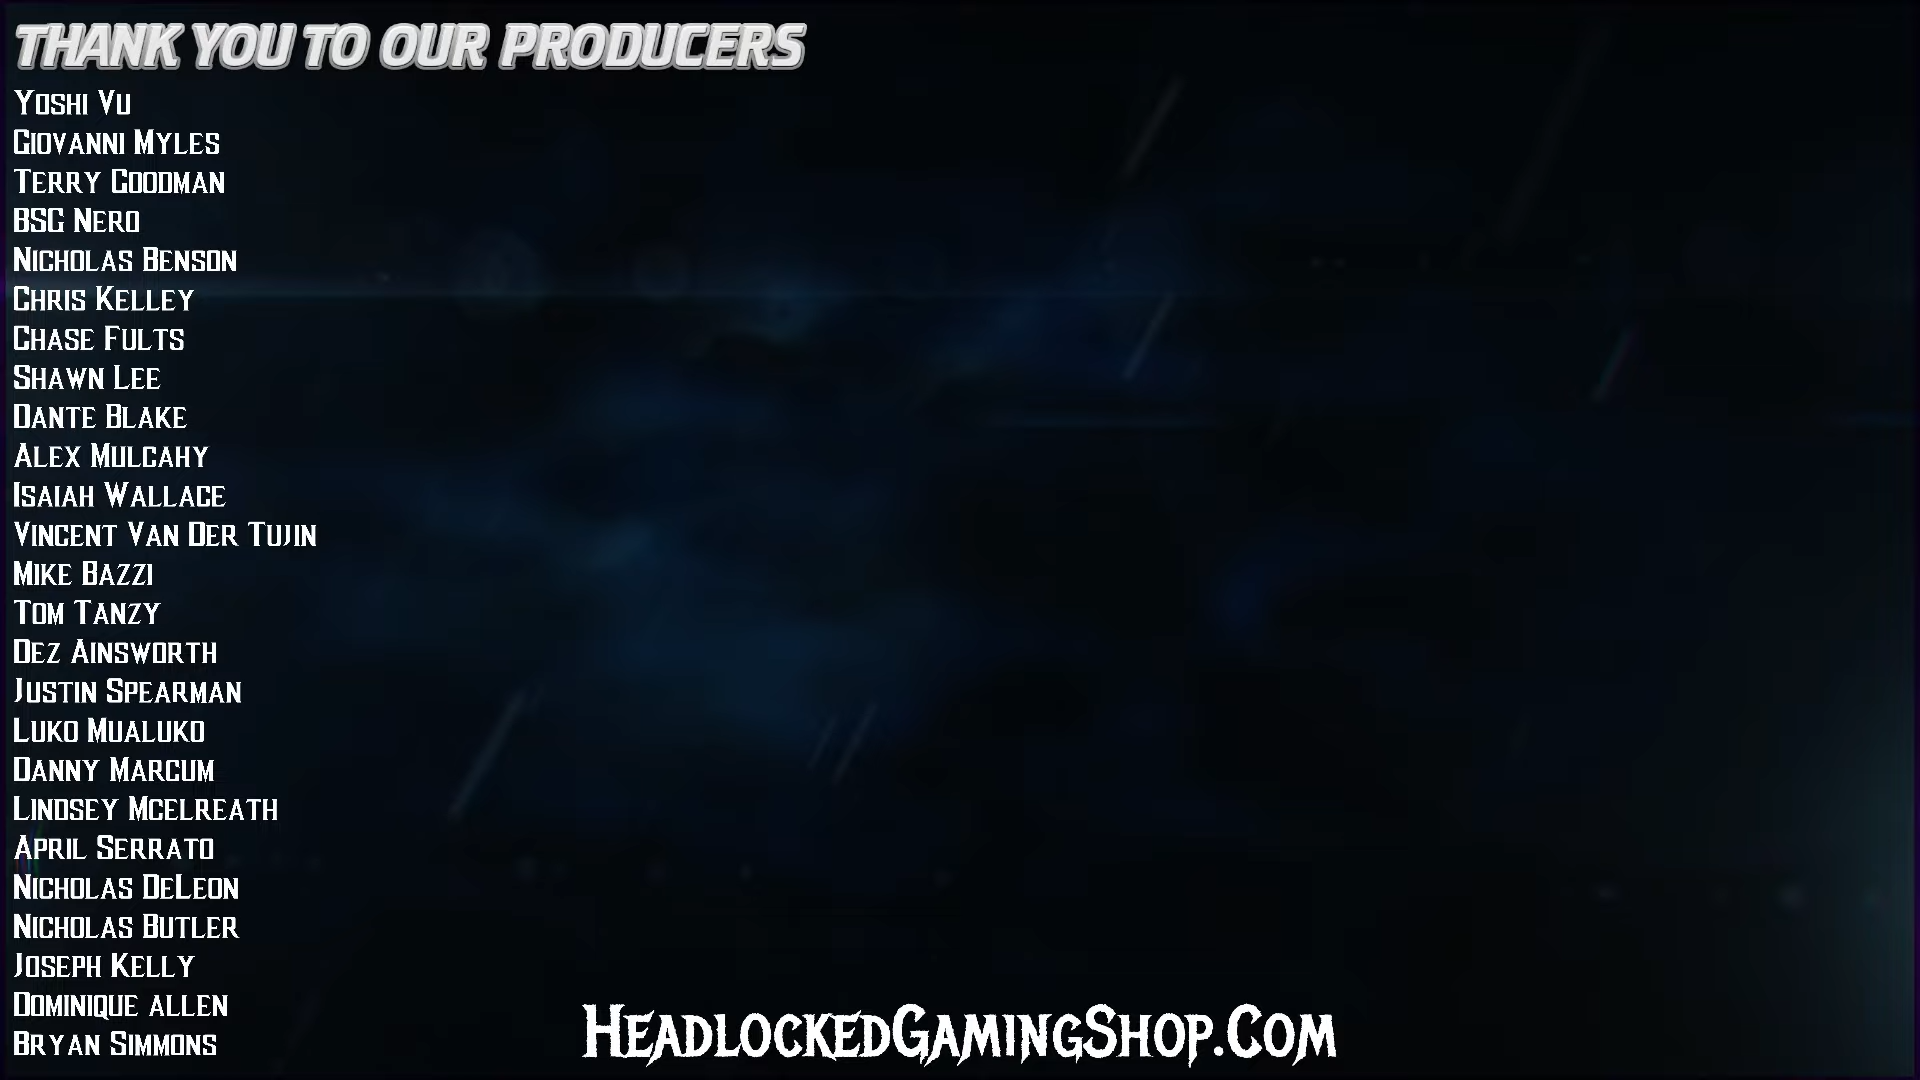 THANK YOU TO OUR PRODUCERS
Yoshi Vu
Giovanni Myles
Terry Goodman
BSG Nero
Nicholas Benson
Chris Kelley
Chase Fults
Shawn Lee
Dante Blake
Alex Mulcahy
Isaiah Wallace
Vincent Van Der Tujin
Mike Bazzi
Tom Tanzy
Dez Ainsworth
Justin Spearman
Luko Mualuko
Danny Marcum
Lindsey Mcelreath
April Serrato
Nicholas DeLeon
Nicholas Butler
Joseph Kelly
Dominique allen
Bryan Simmons
HeadlockedGamingShop.Com